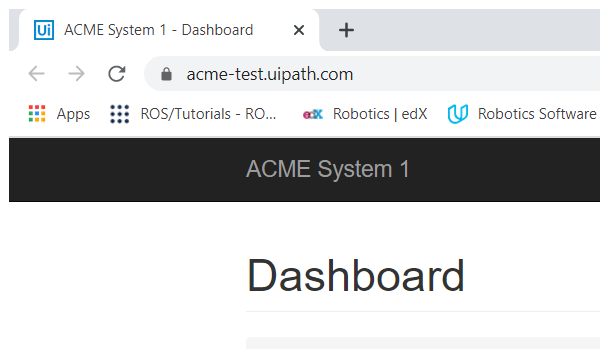 Ui ACME System 1 - Dashboard
acme-test.uipath.com
Apps ROS/Tutorials - RO... edX Robotics | edX Robotics Software
ACME System 1
Dashboard